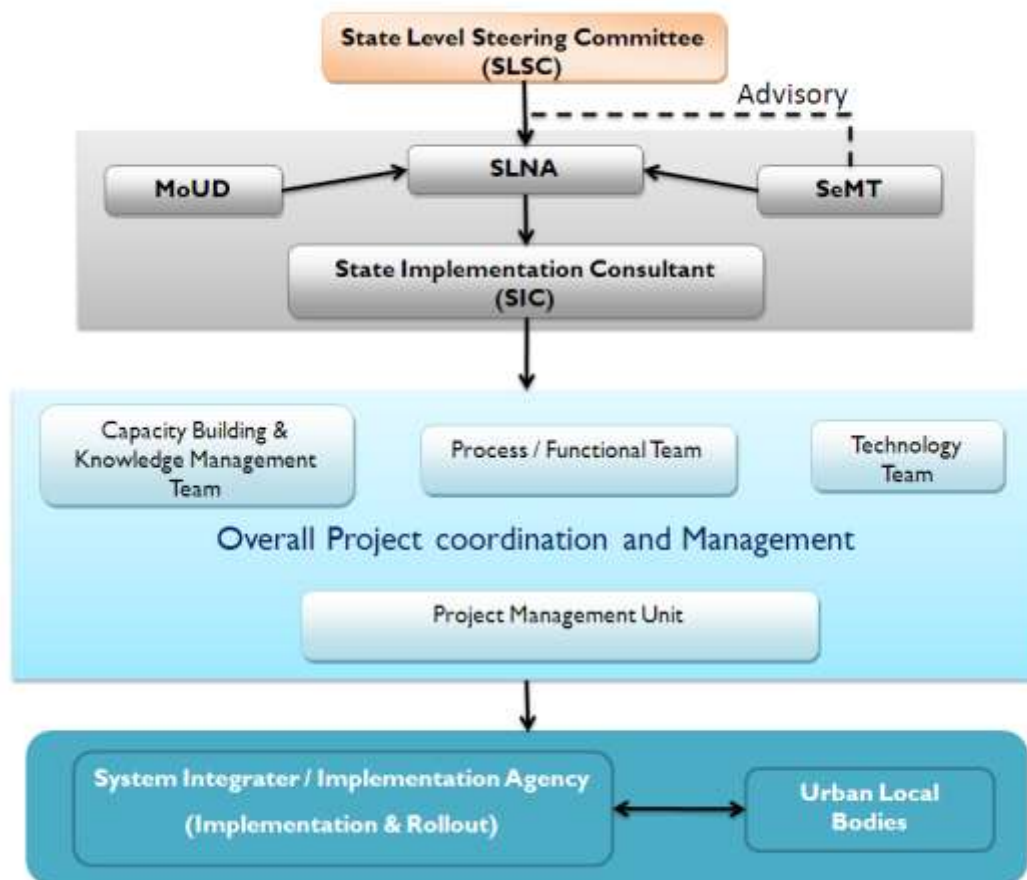 State Level Steering Committee
(SLSC)
Advisory
MoUD
SLNA
SeMT
State Implementation Consultant
(SIC)
Capacity Building &
Knowledge Management
Team
Process / Functional Team
Technology
Team
Overall Project coordination and Management
Project Management Unit
System Integrater / Implementation Agency
(Implementation & Rollout)
Urban Local
Bodies